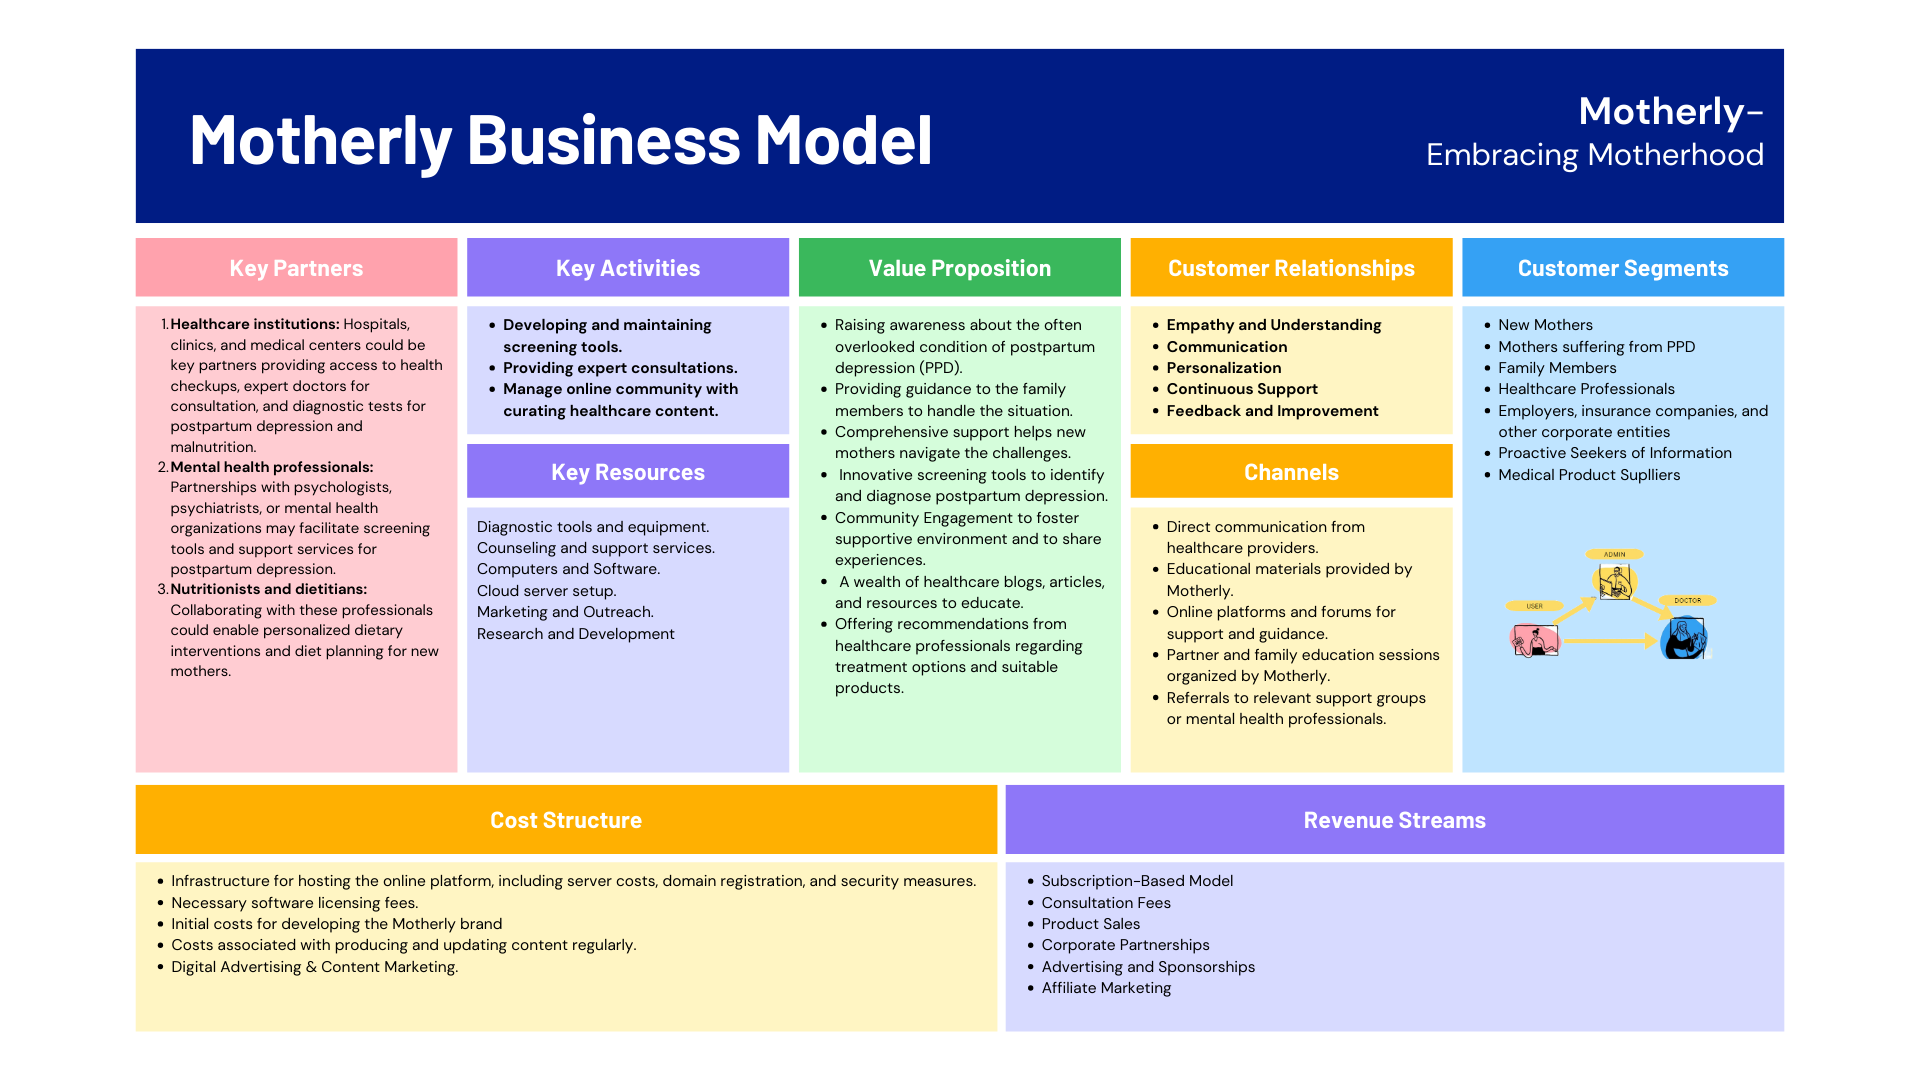 Motherly Business Model
Motherly-
Embracing Motherhood
Key Partners
1. Healthcare institutions: Hospitals,
clinics, and medical centers could be
key partners providing access to health
checkups, expert doctors for
consultation, and diagnostic tests for
postpartum depression and
malnutrition.
2. Mental health professionals:
Partnerships with psychologists,
psychiatrists, or mental health
organizations may facilitate screening
tools and support services for
postpartum depression.
3. Nutritionists and dietitians:
Collaborating with these professionals
could enable personalized dietary
interventions and diet planning for new
mothers.
Key Activities
• Developing and maintaining
screening tools.
• Providing expert consultations.
• Manage online community with
curating healthcare content.
Key Resources
Diagnostic tools and equipment.
Counseling and support services.
Computers and Software.
Cloud server setup.
Marketing and Outreach.
Research and Development
Value Proposition
• Raising awareness about the often
overlooked condition of postpartum
depression (PPD).
• Providing guidance to the family
members to handle the situation.
• Comprehensive support helps new
mothers navigate the challenges.
• Innovative screening tools to identify
and diagnose postpartum depression.
• Community Engagement to foster
supportive environment and to share
experiences.
• A wealth of healthcare blogs, articles,
and resources to educate.
• Offering recommendations from
healthcare professionals regarding
treatment options and suitable
products.
Customer Relationships
• Empathy and Understanding
• Communication
• Personalization
• Continuous Support
• Feedback and Improvement
Channels
• Direct communication from
healthcare providers.
• Educational materials provided by
Motherly.
• Online platforms and forums for
support and guidance.
• Partner and family education sessions
organized by Motherly.
• Referrals to relevant support groups
or mental health professionals.
Customer Segments
• New Mothers
• Mothers suffering from PPD
• Family Members
• Healthcare Professionals
• Employers, insurance companies, and
other corporate entities
• Proactive Seekers of Information
• Medical Product Suplliers
ADMIN
USER
DOCTOR
Cost Structure
• Infrastructure for hosting the online platform, including server costs, domain registration, and security measures.
• Necessary software licensing fees.
• Initial costs for developing the Motherly brand
• Costs associated with producing and updating content regularly.
• Digital Advertising & Content Marketing.
Revenue Streams
• Subscription-Based Model
• Consultation Fees
• Product Sales
• Corporate Partnerships
• Advertising and Sponsorships
• Affiliate Marketing